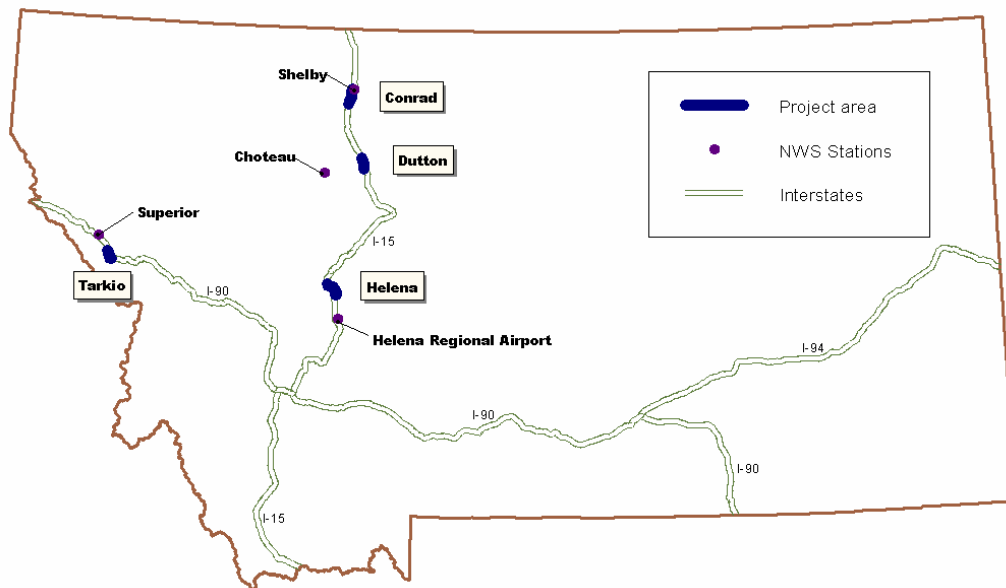 Shelby
Conrad
Project area
Choteau
Dutton
NWS Stations
Interstates
Superior
I-15
Tarkio
I-90
Helena
Helena Regional Airport
I-94
I-90
I-90
I-15